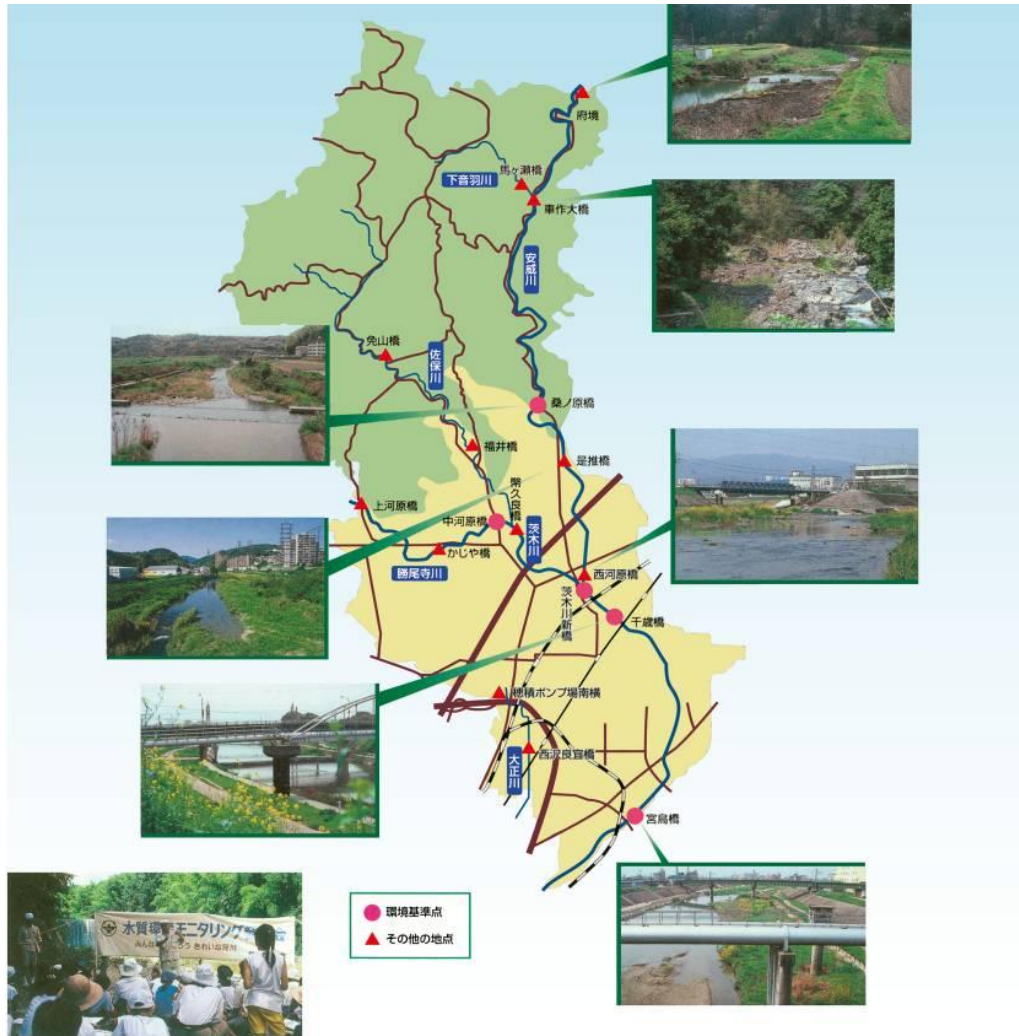 府境
馬ヶ瀬橋
下音羽川
車作大橋
安威川
免山橋
佐保川
桑ノ原橋
福井橋
是推橋
幣久良橋
上河原橋
中河原橋
茨木川
かじや橋
勝尾寺川
西河原橋
茨木川新橋
千歳橋
穂積ポンプ場南横
西沢良宜橋
大正川
宮鳥橋
水質環境モニタリング
環境基準点
その他の地点